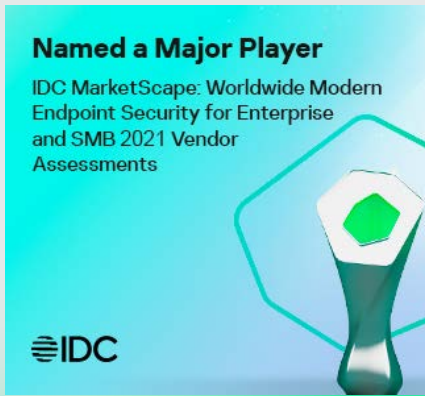 Named a Major Player
IDC MarketScape: Worldwide Modern
Endpoint Security for Enterprise
and SMB 2021 Vendor
Assessments
IDC